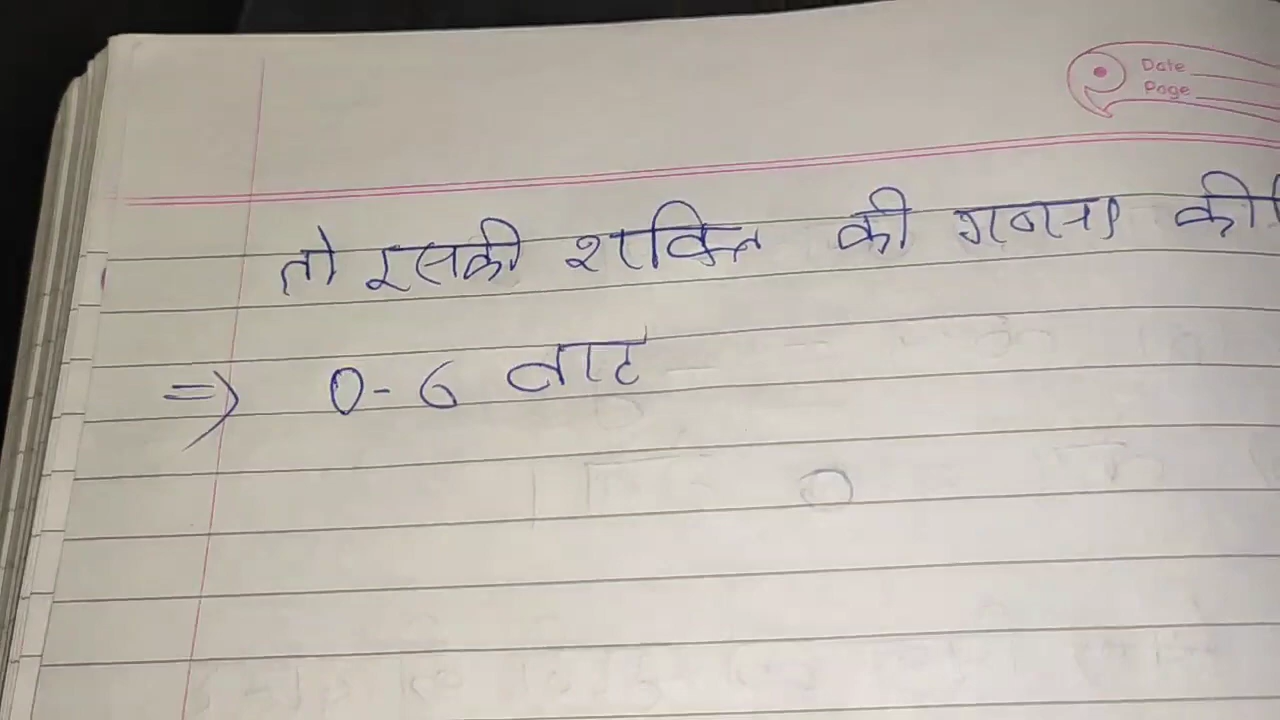 Date
Page
तो इसकी शक्ति की गणना की
=> 0-6 वाट